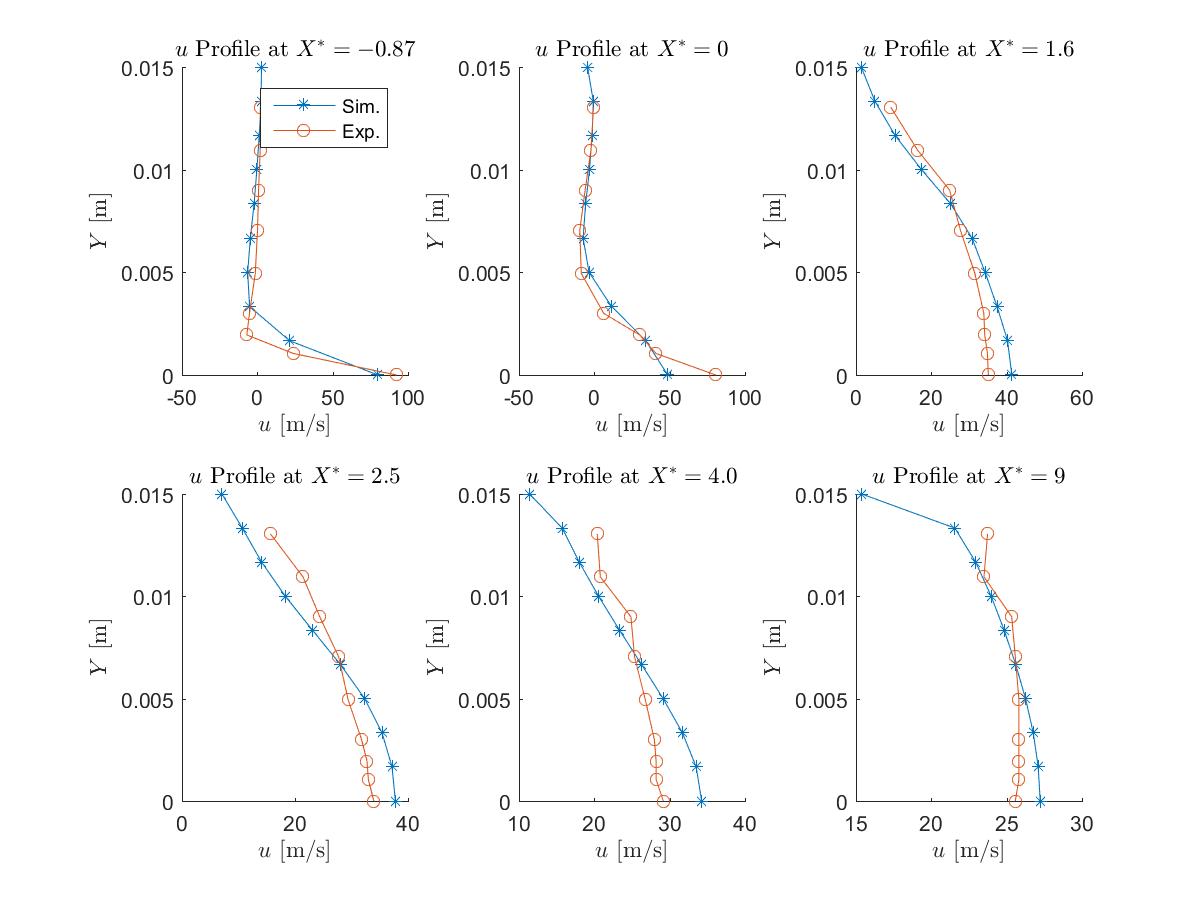 u Profile at X* = −0.87
0.015
0.01
0.005
0
Y [m]
-50 0 50 100
u [m/s]
Sim.
Exp.
u Profile at X* = 0
0.015
0.01
0.005
0
Y [m]
-50 0 50 100
u [m/s]
u Profile at X* = 1.6
0.015
0.01
0.005
0
Y [m]
0 20 40 60
u [m/s]
u Profile at X* = 2.5
0.015
0.01
0.005
0
Y [m]
0 20 40
u [m/s]
u Profile at X* = 4.0
0.015
0.01
0.005
0
Y [m]
10 20 30 40
u [m/s]
u Profile at X* = 9
0.015
0.01
0.005
0
Y [m]
15 20 25 30
u [m/s]